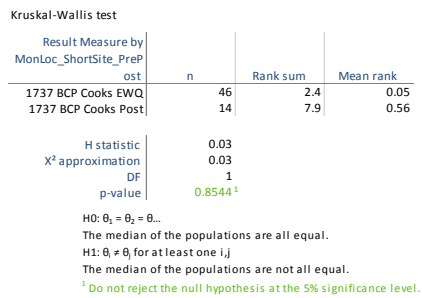 Kruskal-Wallis test
Result Measure by
MonLoc_ShortSite_PreP
ost n Rank sum Mean rank
1737 BCP Cooks EWQ 46 2.4 0.05
1737 BCP Cooks Post 14 7.9 0.56
H statistic 0.03
X² approximation 0.03
DF 1
p-value 0.8544 ¹
H0: θ₁ = θ₂ = θ...
The median of the populations are all equal.
H1: θᵢ ≠ θⱼ for at least one i,j
The median of the populations are not all equal.
¹ Do not reject the null hypothesis at the 5% significance level.